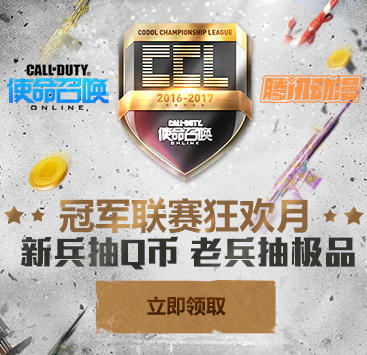 CODOL CHAMPIONSHIP LEAGUE
CCL
2016-2017
CALL OF DUTY
使命召唤
ONLINE
CALL OF DUTY
使命召唤
ONLINE
腾讯动漫
冠军联赛狂欢月
新兵抽Q币 老兵抽极品
立即领取